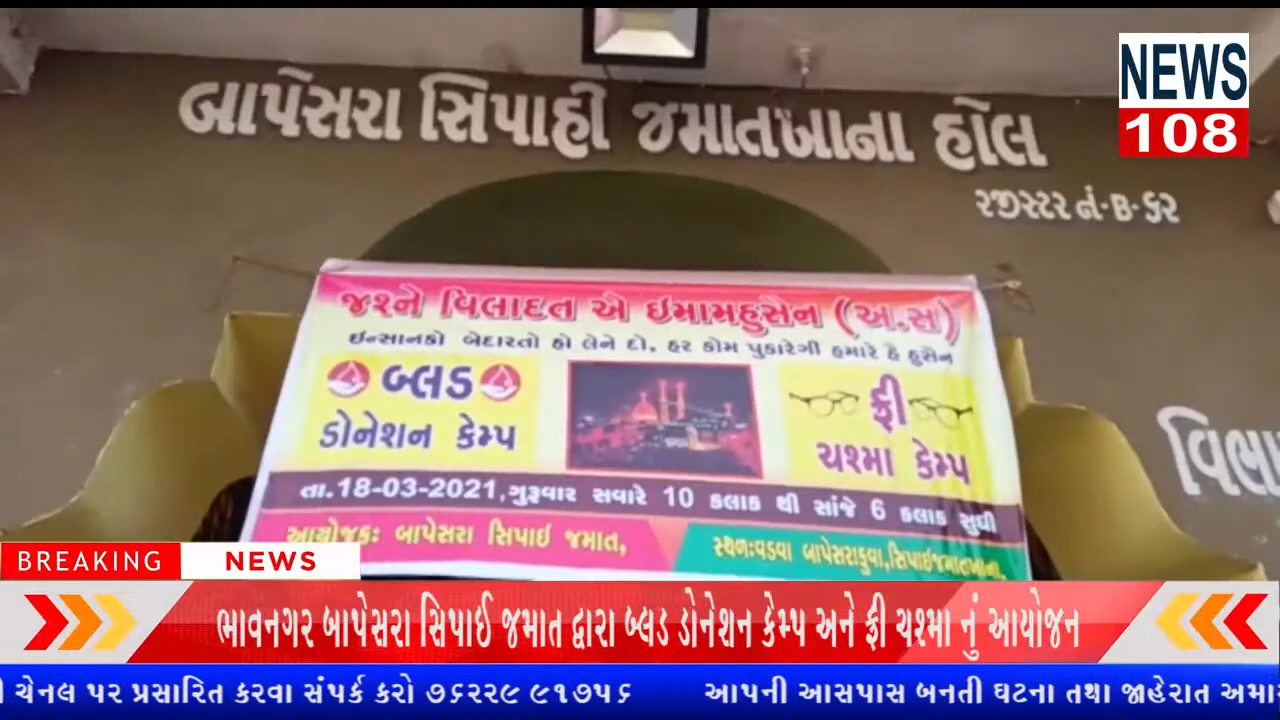 NEWS
108
બાપેસરા સિપાહી જમાતખાના હોલ
રજીસ્ટર નં-B-૬૨
જશ્ને વિલાદત એ ઇમામહુસૈન (અ.સ)
ઇન્સાનકો બેદારતો હો લેને દો, હર કોમ પુકારેગી હમારે હૈ હુસૈન
બ્લડ
ડોનેશન કેમ્પ
ફ્રી
ચશ્મા કેમ્પ
તા.18-03-2021,ગુરૂવાર સવારે 10 કલાક થી સાંજે 6 કલાક સુધી
આયોજકઃ બાપેસરા સિપાઇ જમાત,
સ્થળઃવડવા બાપેસરાકુવા,સિપાઇજમાતખાના,
BREAKING NEWS
ભાવનગર બાપેસરા સિપાઈ જમાત દ્વારા બ્લડ ડોનેશન કેમ્પ અને ફ્રી ચશ્મા નું આયોજન
ી ચેનલ પર પ્રસારિત કરવા સંપર્ક કરો ૭૬૨૨૯ ૯૧૭૫૬ આપની આસપાસ બનતી ઘટના તથા જાહેરાત અમા